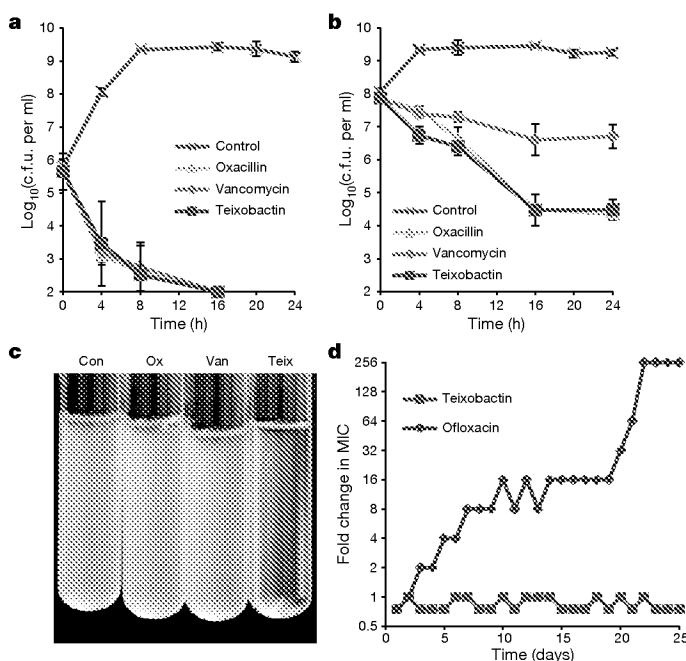 a
10
9
8
7
6
5
4
3
2
Log10(c.f.u. per ml)
0 4 8 12 16 20 24
Time (h)
Control
Oxacillin
Vancomycin
Teixobactin
b
10
9
8
7
6
5
4
3
2
Log10(c.f.u. per ml)
0 4 8 12 16 20 24
Time (h)
Control
Oxacillin
Vancomycin
Teixobactin
c
Con Ox Van Teix
d
256
128
64
32
16
8
4
2
1
0.5
Fold change in MIC
0 5 10 15 20 25
Time (days)
Teixobactin
Ofloxacin